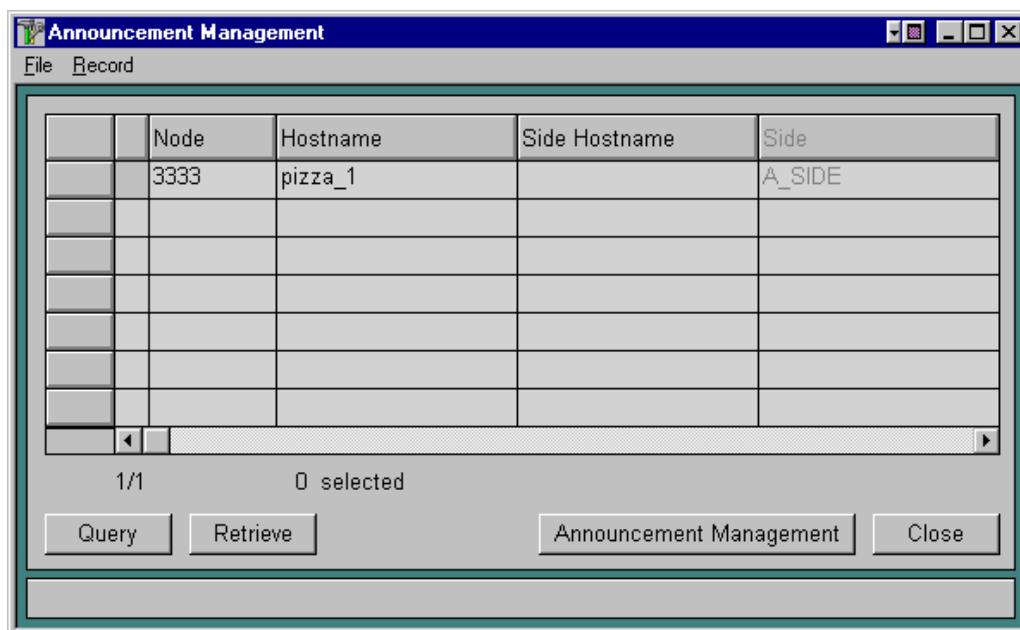 Announcement Management
File Record
Node Hostname Side Hostname Side
3333 pizza_1 A_SIDE
1/1 0 selected
Query Retrieve Announcement Management Close